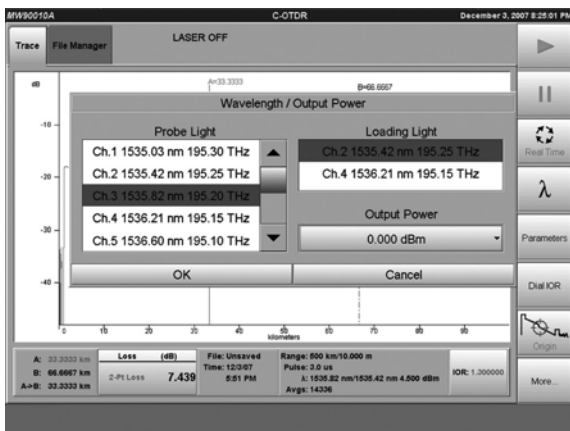 MW90010A C-OTDR December 3, 2007 8:25:01 PM
Trace File Manager LASER OFF
dB A=33.3333 B=66.6667
Wavelength / Output Power
Probe Light Loading Light
Ch.1 1535.03 nm 195.30 THz Ch.2 1535.42 nm 195.25 THz
Ch.2 1535.42 nm 195.25 THz Ch.4 1536.21 nm 195.15 THz
Ch.3 1535.82 nm 195.20 THz
Ch.4 1536.21 nm 195.15 THz Output Power
Ch.5 1536.60 nm 195.10 THz 0.000 dBm
OK Cancel
-10
-20
-30
-40
0 10 20 30 40 50 60 70 80 90
kilometers
Real Time
λ
Parameters
Dial IOR
Origin
More...
A: 33.3333 km Loss (dB) File: Unsaved Range: 500 km/10.000 m
B: 66.6667 km 2-Pt Loss 7.439 Time: 12/3/07 Pulse: 3.0 us IOR: 1.300000
A->B: 33.3333 km 5:51 PM λ: 1535.82 nm/1535.42 nm 4.500 dBm
Avgs: 14336